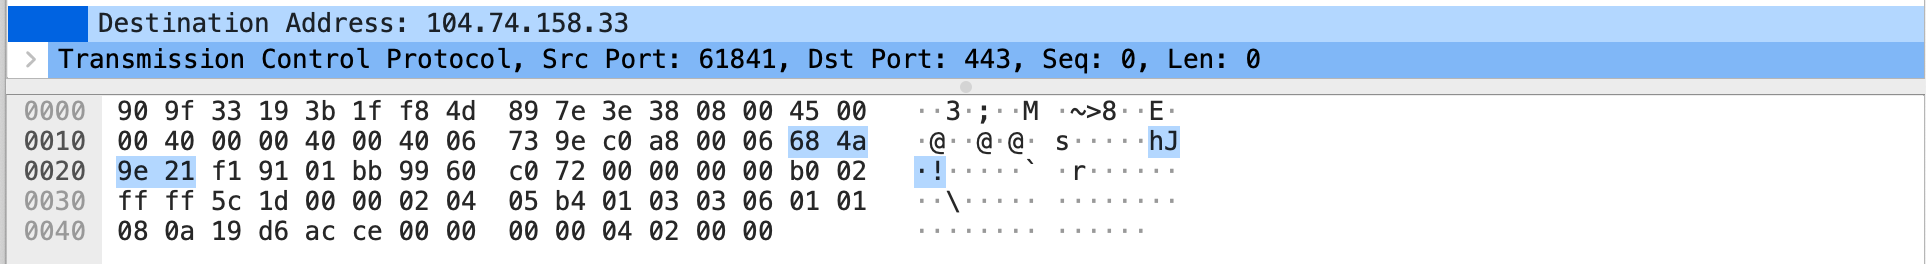 Destination Address: 104.74.158.33
Transmission Control Protocol, Src Port: 61841, Dst Port: 443, Seq: 0, Len: 0
0000 90 9f 33 19 3b 1f f8 4d 89 7e 3e 38 08 00 45 00 ··3·;··M ·~>8··E·
0010 00 40 00 00 40 00 40 06 73 9e c0 a8 00 06 68 4a ·@··@·@· s·····hJ
0020 9e 21 f1 91 01 bb 99 60 c0 72 00 00 00 00 b0 02 ·!·····` ·r······
0030 ff ff 5c 1d 00 00 02 04 05 b4 01 03 03 06 01 01 ··\····· ········
0040 08 0a 19 d6 ac ce 00 00 00 00 04 02 00 00 ········ ······